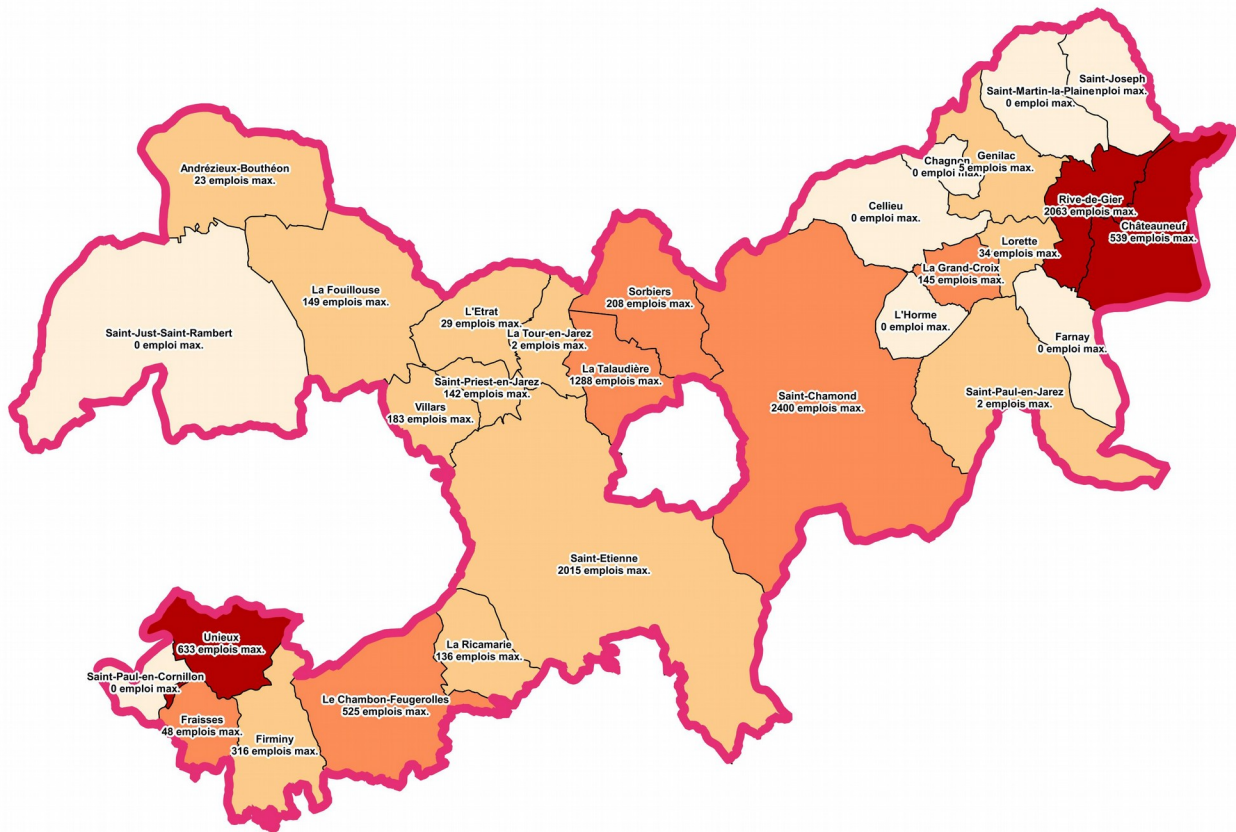 Saint-Joseph
Saint-Martin-la-Plaine
emploi max.
0 emploi max.
Andrézieux-Bouthéon
23 emplois max.
Chagnon
0 emploi max.
Genilac
5 emplois max.
Cellieu
0 emploi max.
Rive-de-Gier
2063 emplois max.
Châteauneuf
539 emplois max.
Lorette
34 emplois max.
La Grand-Croix
145 emplois max.
La Fouillouse
149 emplois max.
Sorbiers
208 emplois max.
L'Etrat
29 emplois max.
La Tour-en-Jarez
2 emplois max.
L'Horme
0 emploi max.
Farnay
0 emploi max.
Saint-Just-Saint-Rambert
0 emploi max.
La Talaudière
1288 emplois max.
Saint-Priest-en-Jarez
142 emplois max.
Saint-Chamond
2400 emplois max.
Saint-Paul-en-Jarez
2 emplois max.
Villars
183 emplois max.
Saint-Etienne
2015 emplois max.
Unieux
633 emplois max.
La Ricamarie
136 emplois max.
Saint-Paul-en-Cornillon
0 emploi max.
Le Chambon-Feugerolles
525 emplois max.
Fraisses
48 emplois max.
Firminy
316 emplois max.